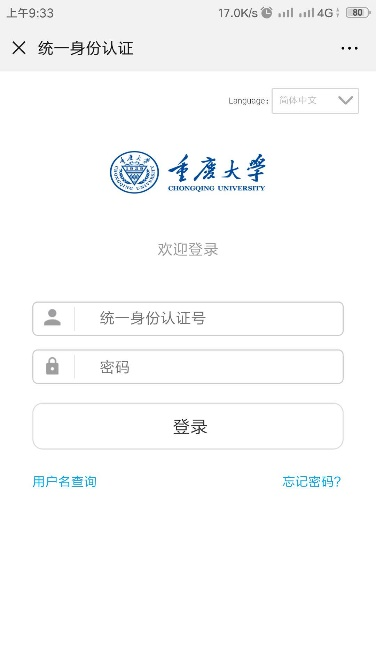 上午9:33
17.0K/s 4G 80
统一身份认证
Language: 简体中文
重庆大学
CHONGQING UNIVERSITY
欢迎登录
统一身份认证号
密码
登录
用户名查询 忘记密码?